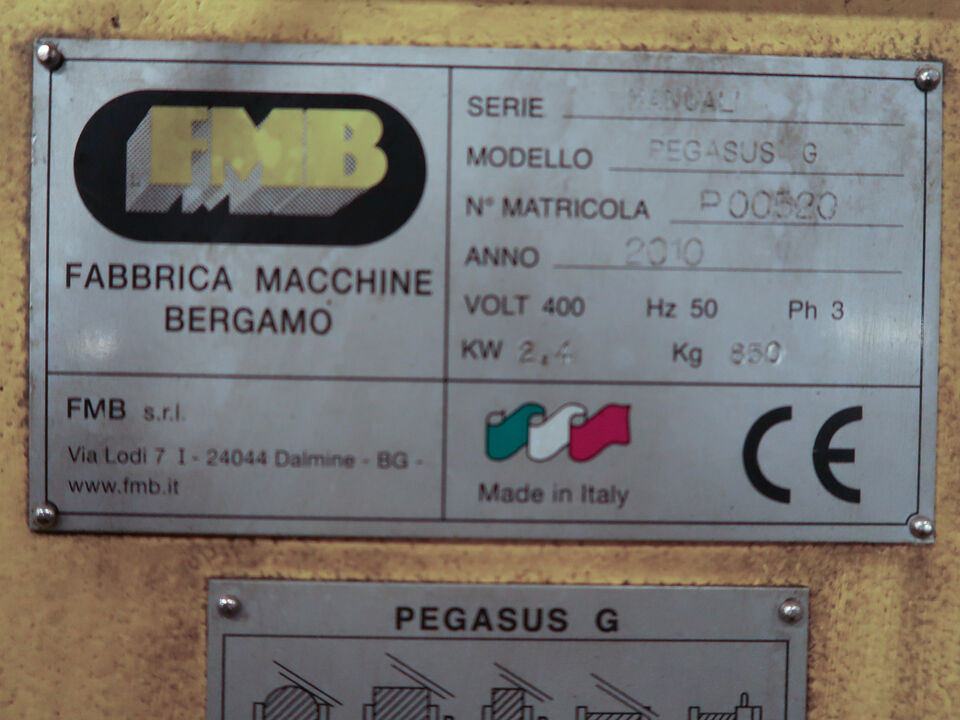 FMB
FABBRICA MACCHINE
BERGAMO
SERIE MANUALI
MODELLO PEGASUS G
N° MATRICOLA P00520
ANNO 2010
VOLT 400 Hz 50 Ph 3
KW 2,4 Kg 850
FMB s.r.l.
Via Lodi 7 I - 24044 Dalmine - BG -
www.fmb.it
Made in Italy
CE
PEGASUS G